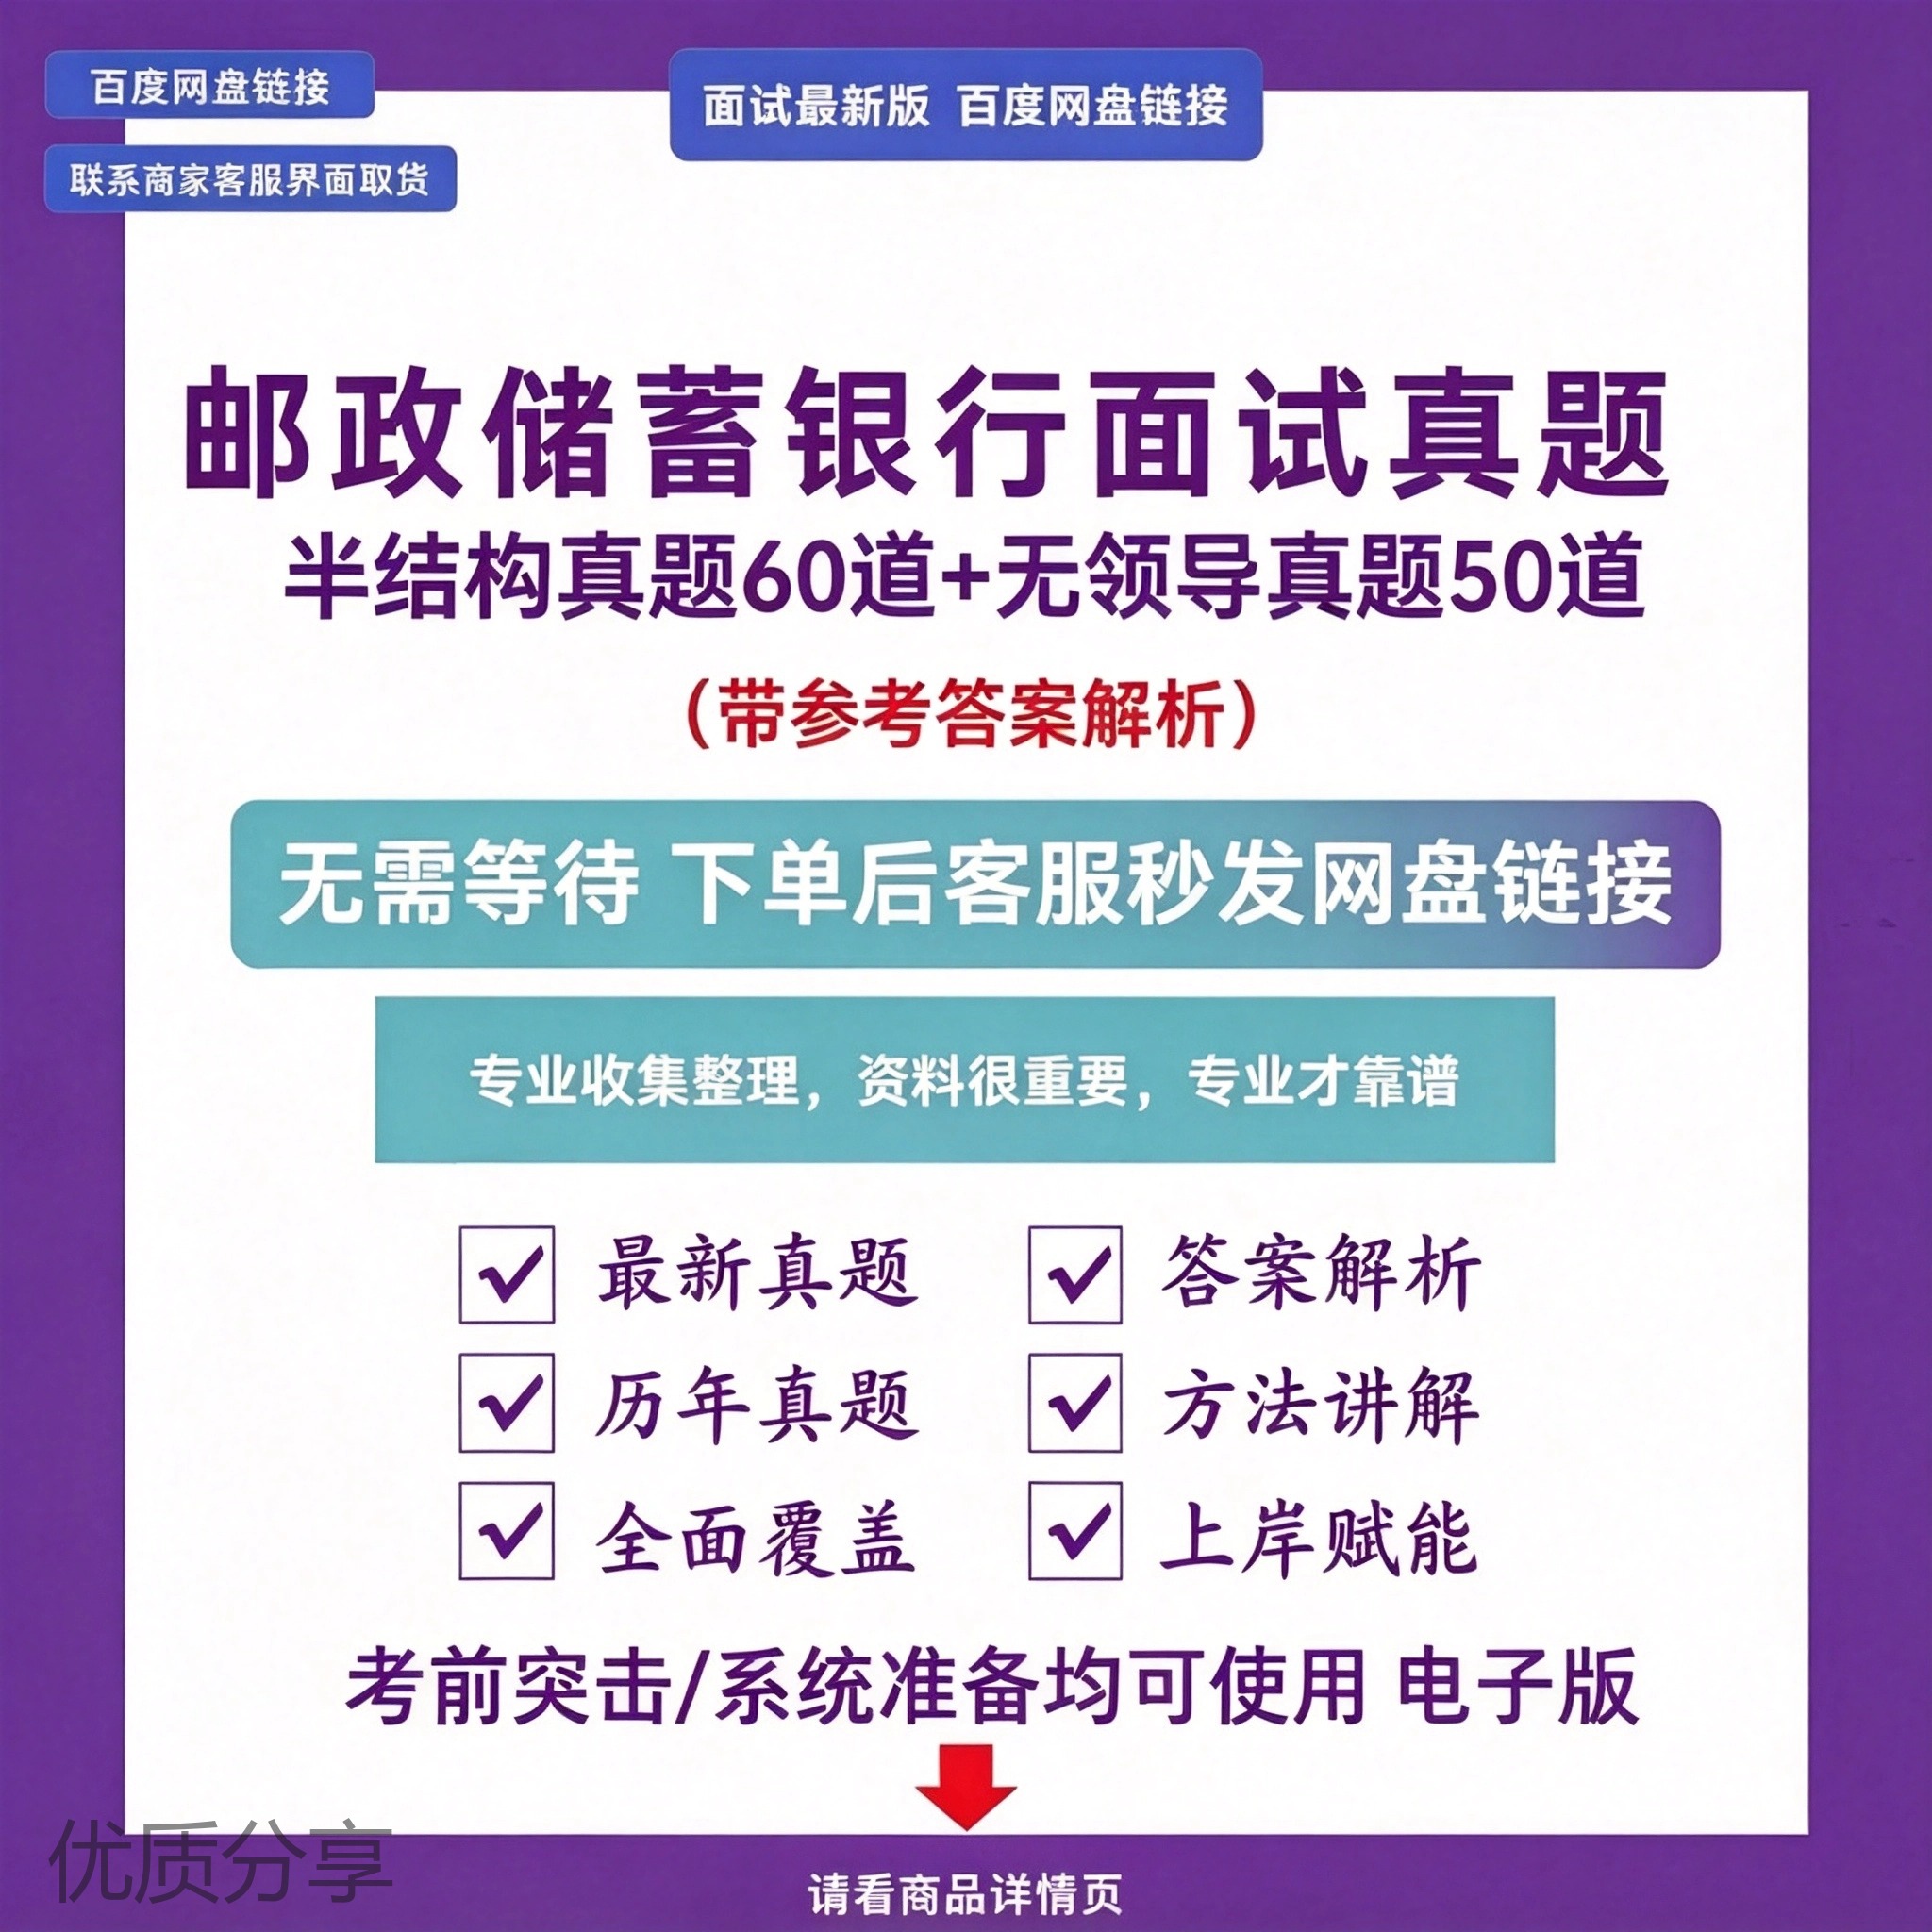 百度网盘链接
面试最新版 百度网盘链接
联系商家客服界面取货
邮政储蓄银行面试真题
半结构真题60道+无领导真题50道
（带参考答案解析）
无需等待 下单后客服秒发网盘链接
专业收集整理，资料很重要，专业才靠谱
最新真题 答案解析
历年真题 方法讲解
全面覆盖 上岸赋能
考前突击/系统准备均可使用 电子版
优质分享
请看商品详情页